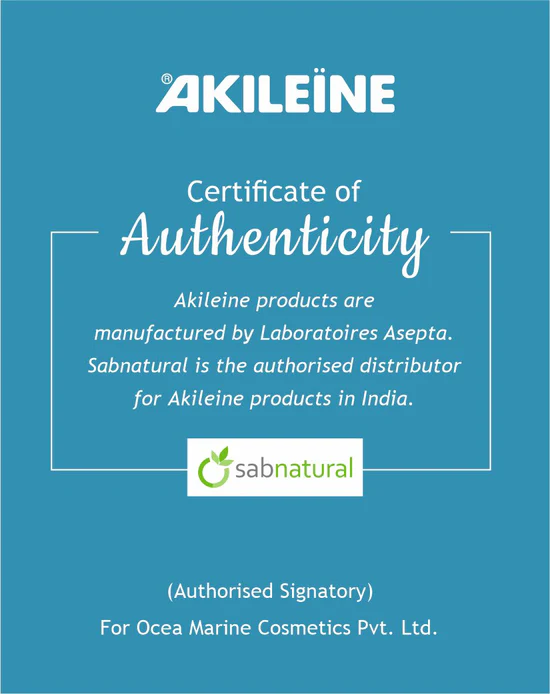 ®AKILEÏNE
Certificate of
Authenticity
Akileine products are
manufactured by Laboratoires Asepta.
Sabnatural is the authorised distributor
for Akileine products in India.
sabnatural
(Authorised Signatory)
For Ocea Marine Cosmetics Pvt. Ltd.